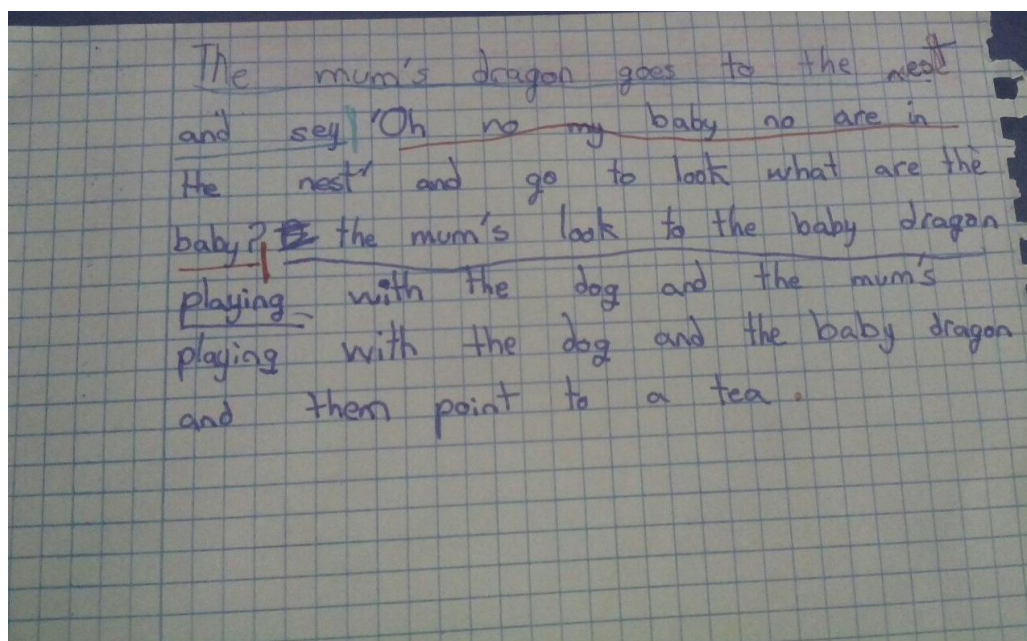 The mum's dragon goes to the nest
and sey "Oh no my baby no are in
the nest" and go to look what are the
baby? the mum's look to the baby dragon
playing with the dog and the mum's
playing with the dog and the baby dragon
and them point to a tea.